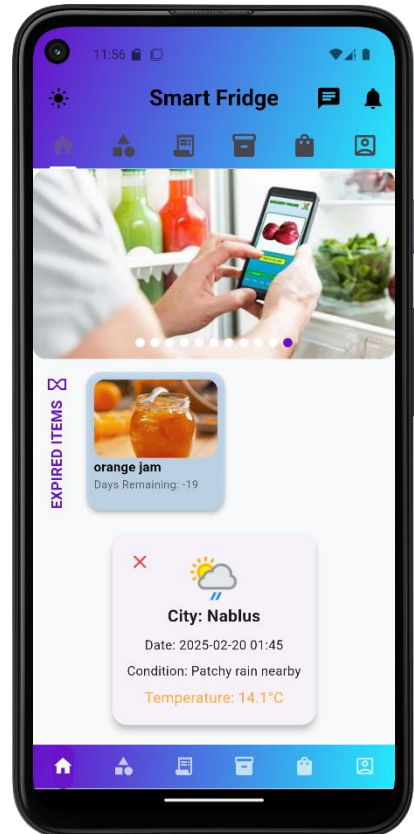 11:56
Smart Fridge
EXPIRED ITEMS
orange jam
Days Remaining: -19
City: Nablus
Date: 2025-02-20 01:45
Condition: Patchy rain nearby
Temperature: 14.1°C